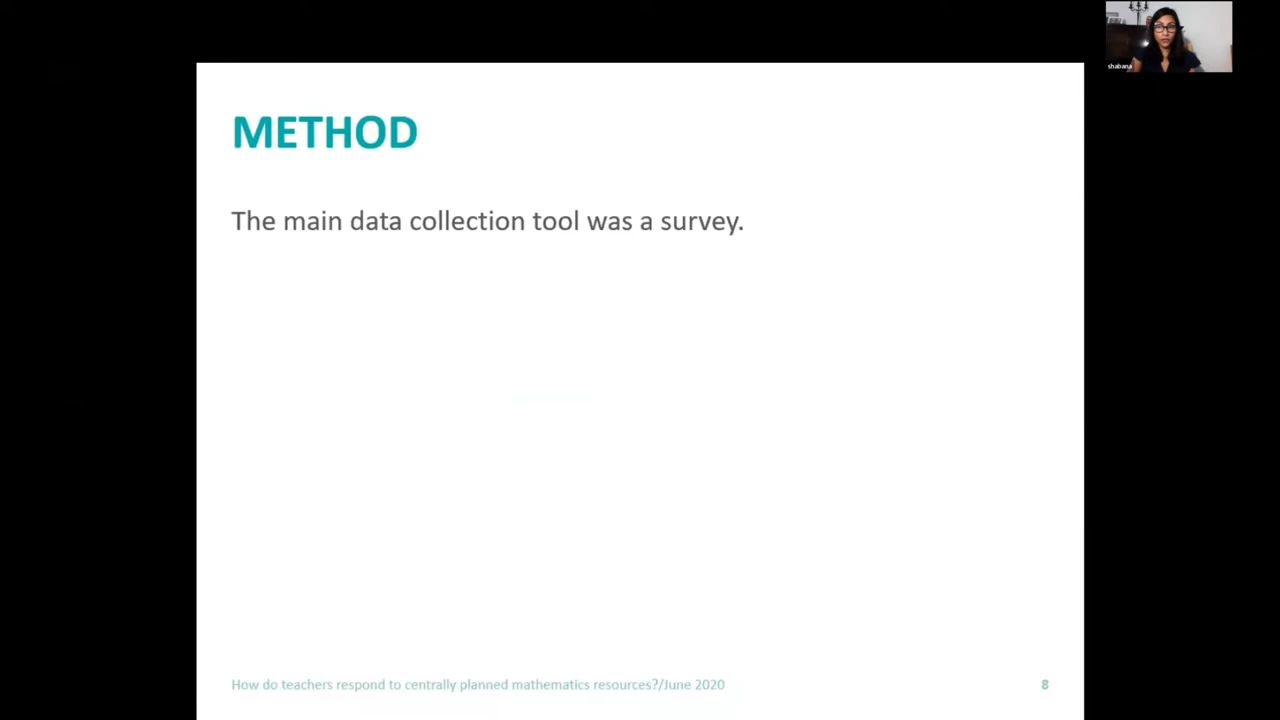 shabana
METHOD
The main data collection tool was a survey.
How do teachers respond to centrally planned mathematics resources?/June 2020
8